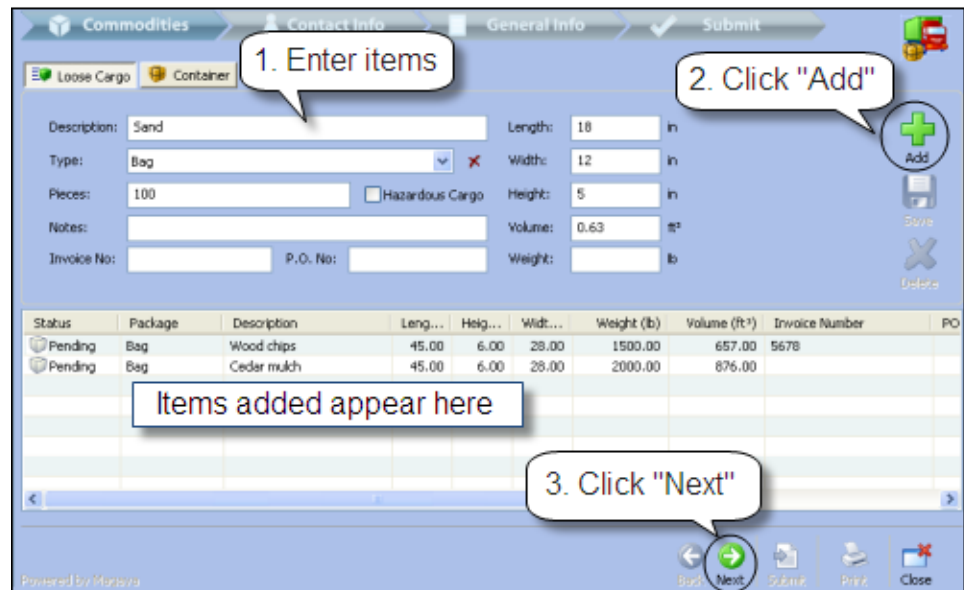 Commodities Contact Info General Info Submit
1. Enter items
2. Click "Add"
Loose Cargo Container
Description: Sand Length: 18 in
Type: Bag Width: 12 in
Add
Pieces: 100 Hazardous Cargo Height: 5 in
Save
Notes: Volume: 0.63 ft³
Invoice No: P.O. No: Weight: lb
Delete
Status Package Description Leng... Heig... Widt... Weight (lb) Volume (ft³) Invoice Number PO
Pending Bag Wood chips 45.00 6.00 28.00 1500.00 657.00 5678
Pending Bag Cedar mulch 45.00 6.00 28.00 2000.00 876.00
Items added appear here
3. Click "Next"
Powered by Magaya Back Next Submit Print Close